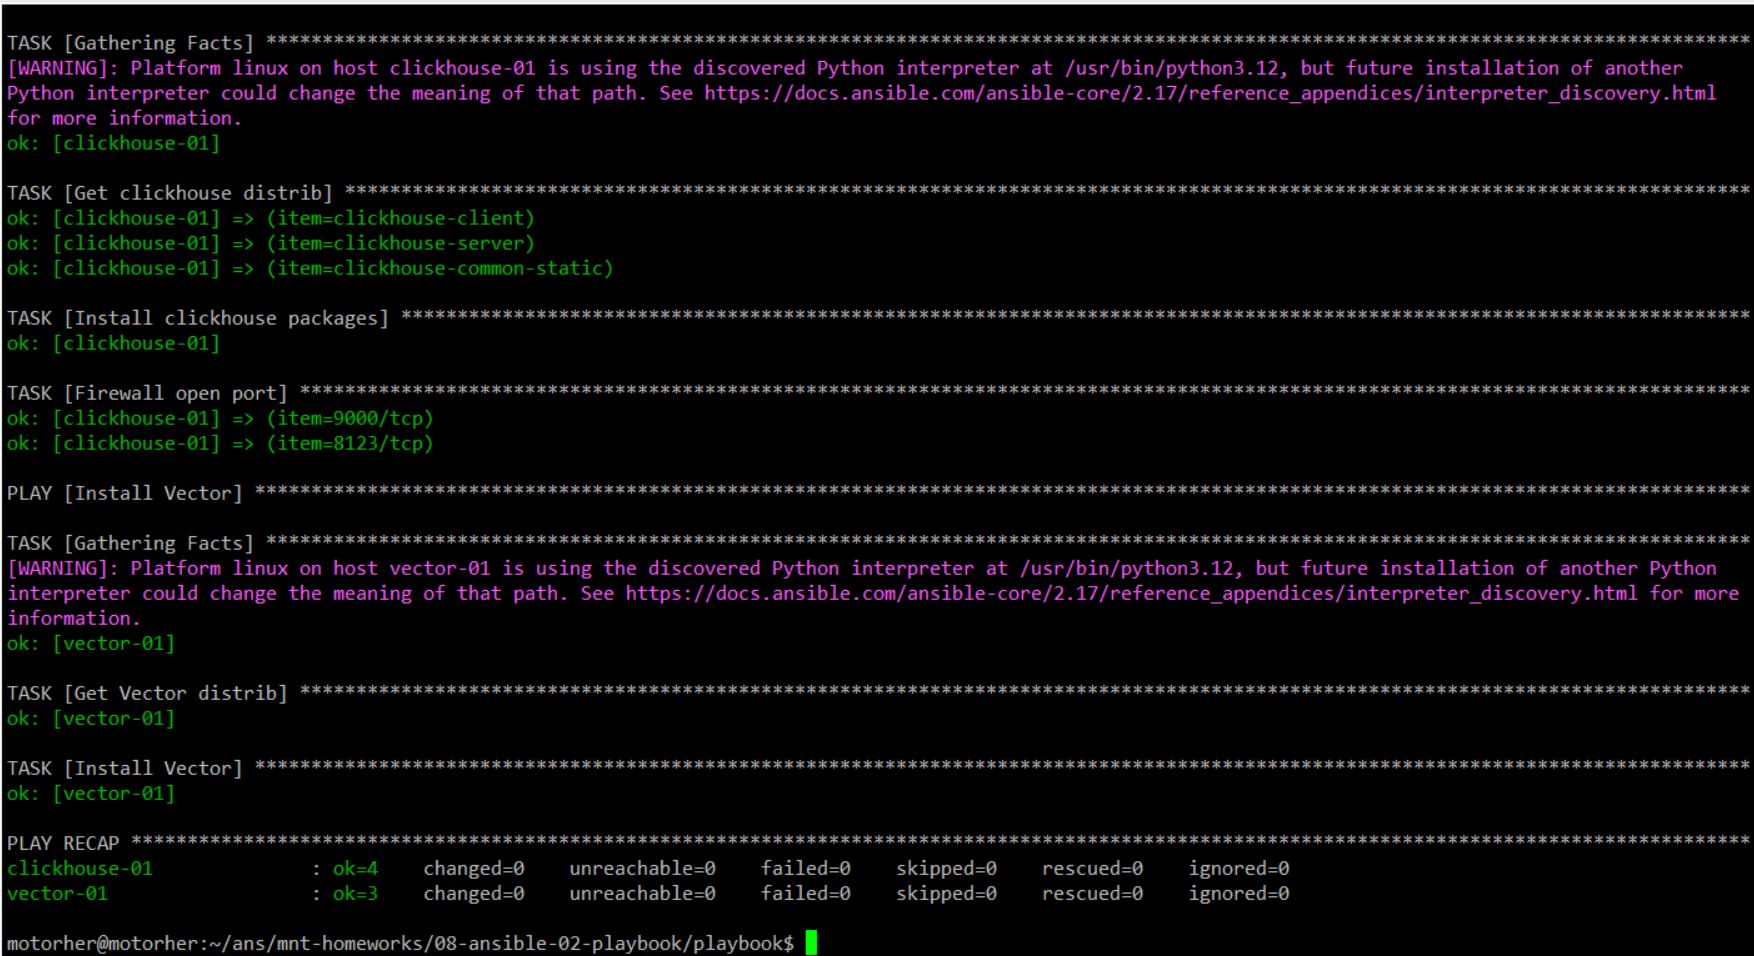 TASK [Gathering Facts] ************************************************************************************************************************************
[WARNING]: Platform linux on host clickhouse-01 is using the discovered Python interpreter at /usr/bin/python3.12, but future installation of another
Python interpreter could change the meaning of that path. See https://docs.ansible.com/ansible-core/2.17/reference_appendices/interpreter_discovery.html
for more information.
ok: [clickhouse-01]
TASK [Get clickhouse distrib] *****************************************************************************************************************************
ok: [clickhouse-01] => (item=clickhouse-client)
ok: [clickhouse-01] => (item=clickhouse-server)
ok: [clickhouse-01] => (item=clickhouse-common-static)
TASK [Install clickhouse packages] ************************************************************************************************************************
ok: [clickhouse-01]
TASK [Firewall open port] *********************************************************************************************************************************
ok: [clickhouse-01] => (item=9000/tcp)
ok: [clickhouse-01] => (item=8123/tcp)
PLAY [Install Vector] *************************************************************************************************************************************
TASK [Gathering Facts] ************************************************************************************************************************************
[WARNING]: Platform linux on host vector-01 is using the discovered Python interpreter at /usr/bin/python3.12, but future installation of another Python
interpreter could change the meaning of that path. See https://docs.ansible.com/ansible-core/2.17/reference_appendices/interpreter_discovery.html for more
information.
ok: [vector-01]
TASK [Get Vector distrib] *********************************************************************************************************************************
ok: [vector-01]
TASK [Install Vector] *************************************************************************************************************************************
ok: [vector-01]
PLAY RECAP ************************************************************************************************************************************************
clickhouse-01              : ok=4    changed=0    unreachable=0    failed=0    skipped=0    rescued=0    ignored=0
vector-01                  : ok=3    changed=0    unreachable=0    failed=0    skipped=0    rescued=0    ignored=0
motorher@motorher:~/ans/mnt-homeworks/08-ansible-02-playbook/playbook$